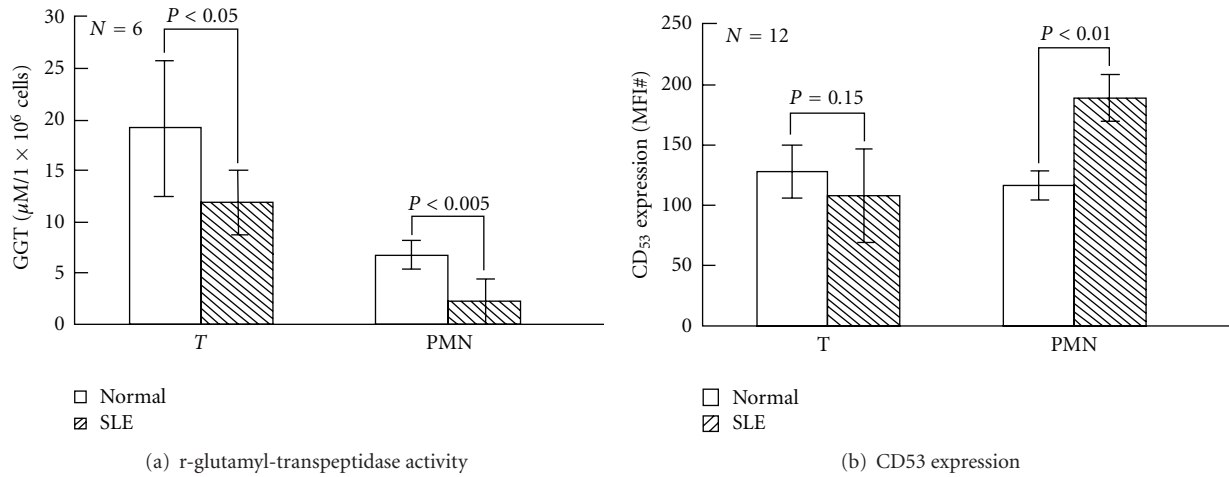 GGT (µM/1 × 10⁶ cells)
30
25
20
15
10
5
0
N = 6
P < 0.05
P < 0.005
T
PMN
Normal
SLE
(a) r-glutamyl-transpeptidase activity
CD₅₃ expression (MFI#)
250
200
150
100
50
0
N = 12
P = 0.15
P < 0.01
T
PMN
Normal
SLE
(b) CD53 expression